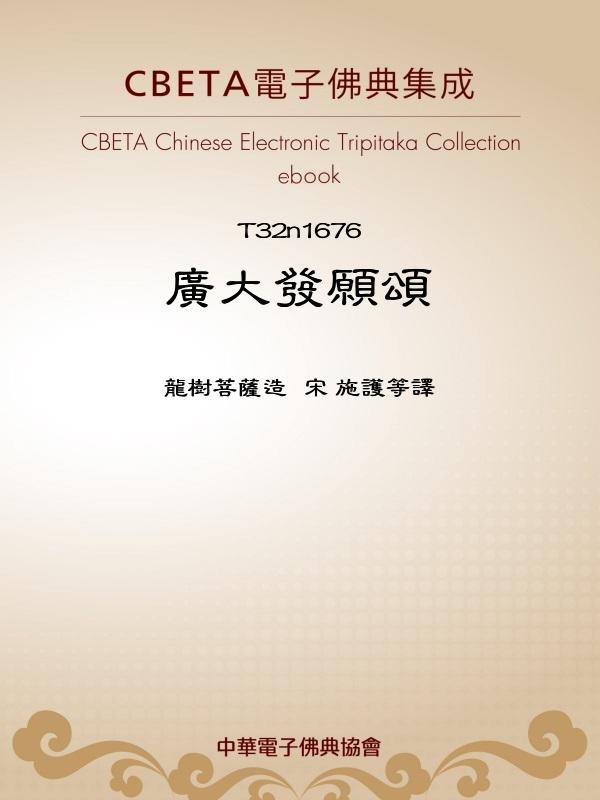 CBETA電子佛典集成
CBETA Chinese Electronic Tripitaka Collection
ebook
T32n1676
廣大發願頌
龍樹菩薩造 宋 施護等譯
中華電子佛典協會